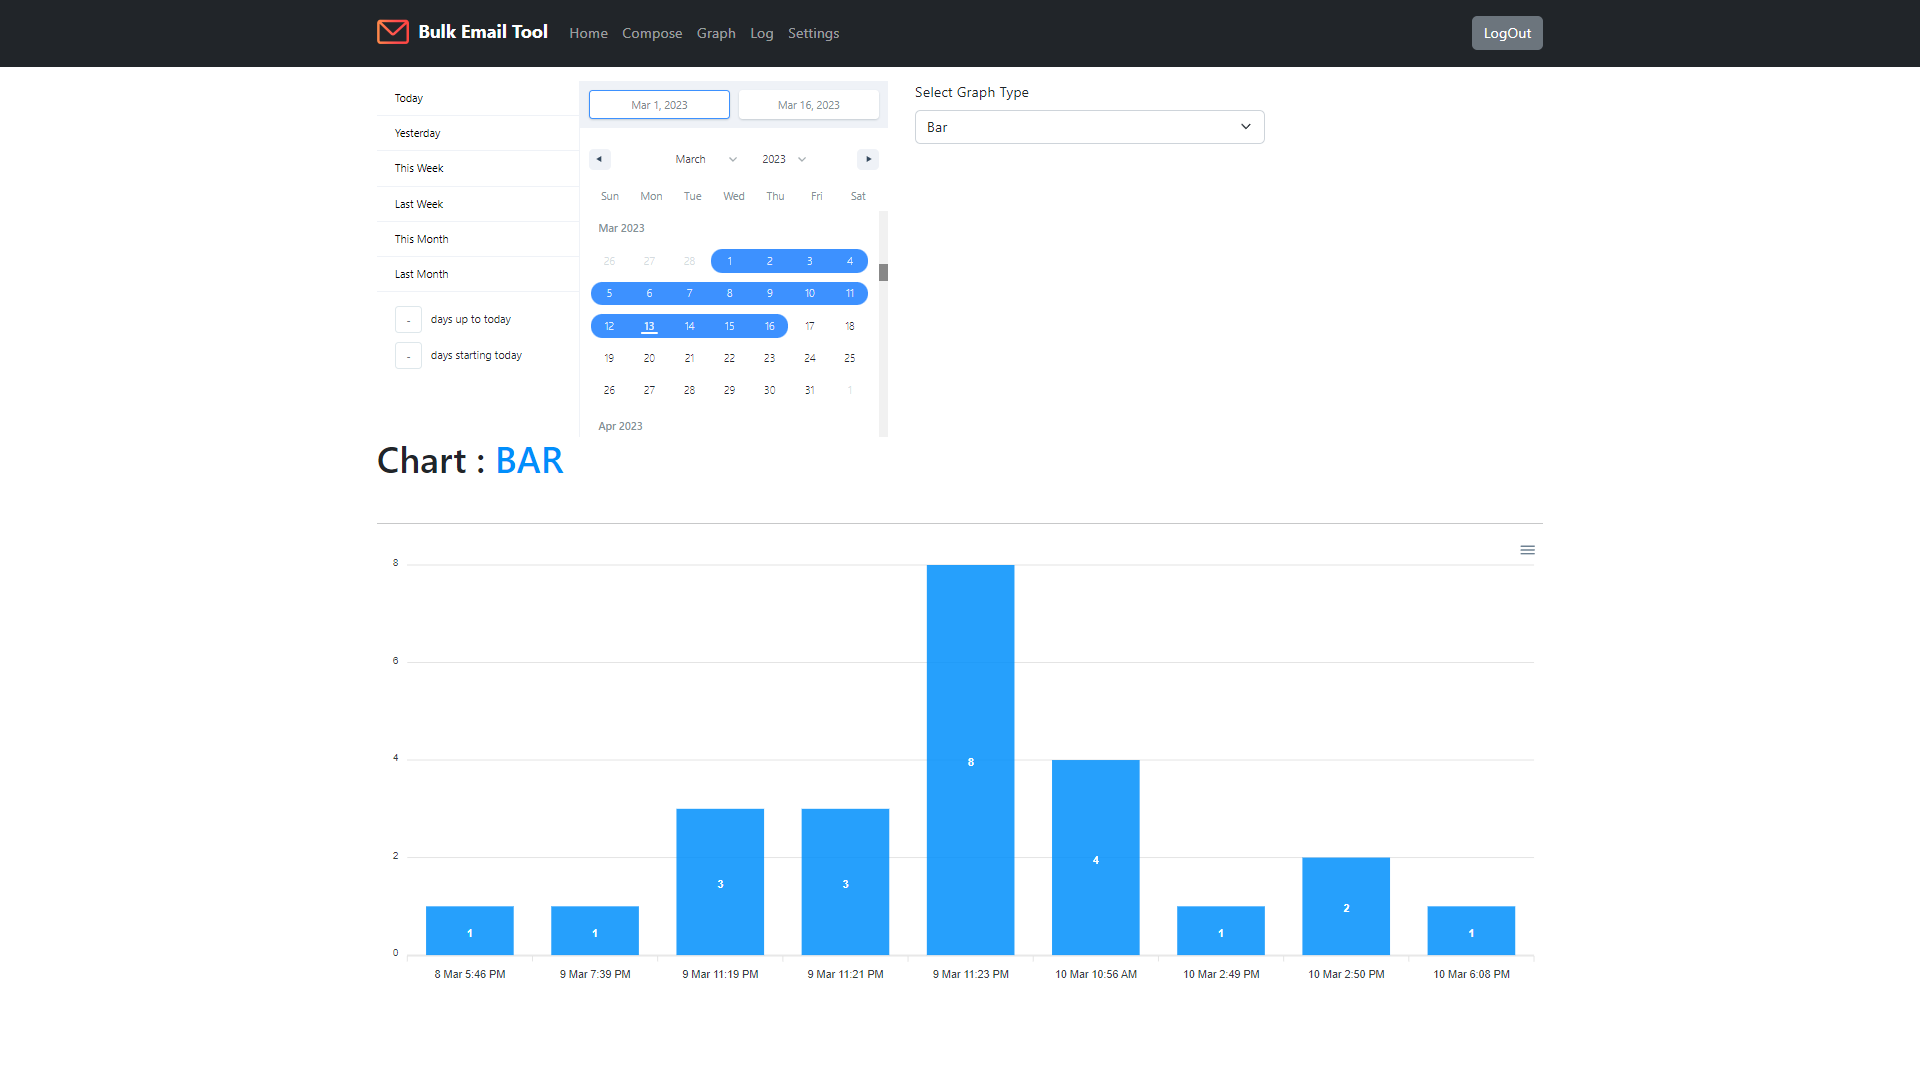 Bulk Email Tool Home Compose Graph Log Settings LogOut
Today
Yesterday
This Week
Last Week
This Month
Last Month
- days up to today
- days starting today
Mar 1, 2023 Mar 16, 2023
March 2023
Sun Mon Tue Wed Thu Fri Sat
Mar 2023
26 27 28 1 2 3 4
5 6 7 8 9 10 11
12 13 14 15 16 17 18
19 20 21 22 23 24 25
26 27 28 29 30 31 1
Apr 2023
Select Graph Type
Bar
Chart : BAR
8
6
4
2
0
1 1 3 3 8 4 1 2 1
8 Mar 5:46 PM 9 Mar 7:39 PM 9 Mar 11:19 PM 9 Mar 11:21 PM 9 Mar 11:23 PM 10 Mar 10:56 AM 10 Mar 2:49 PM 10 Mar 2:50 PM 10 Mar 6:08 PM